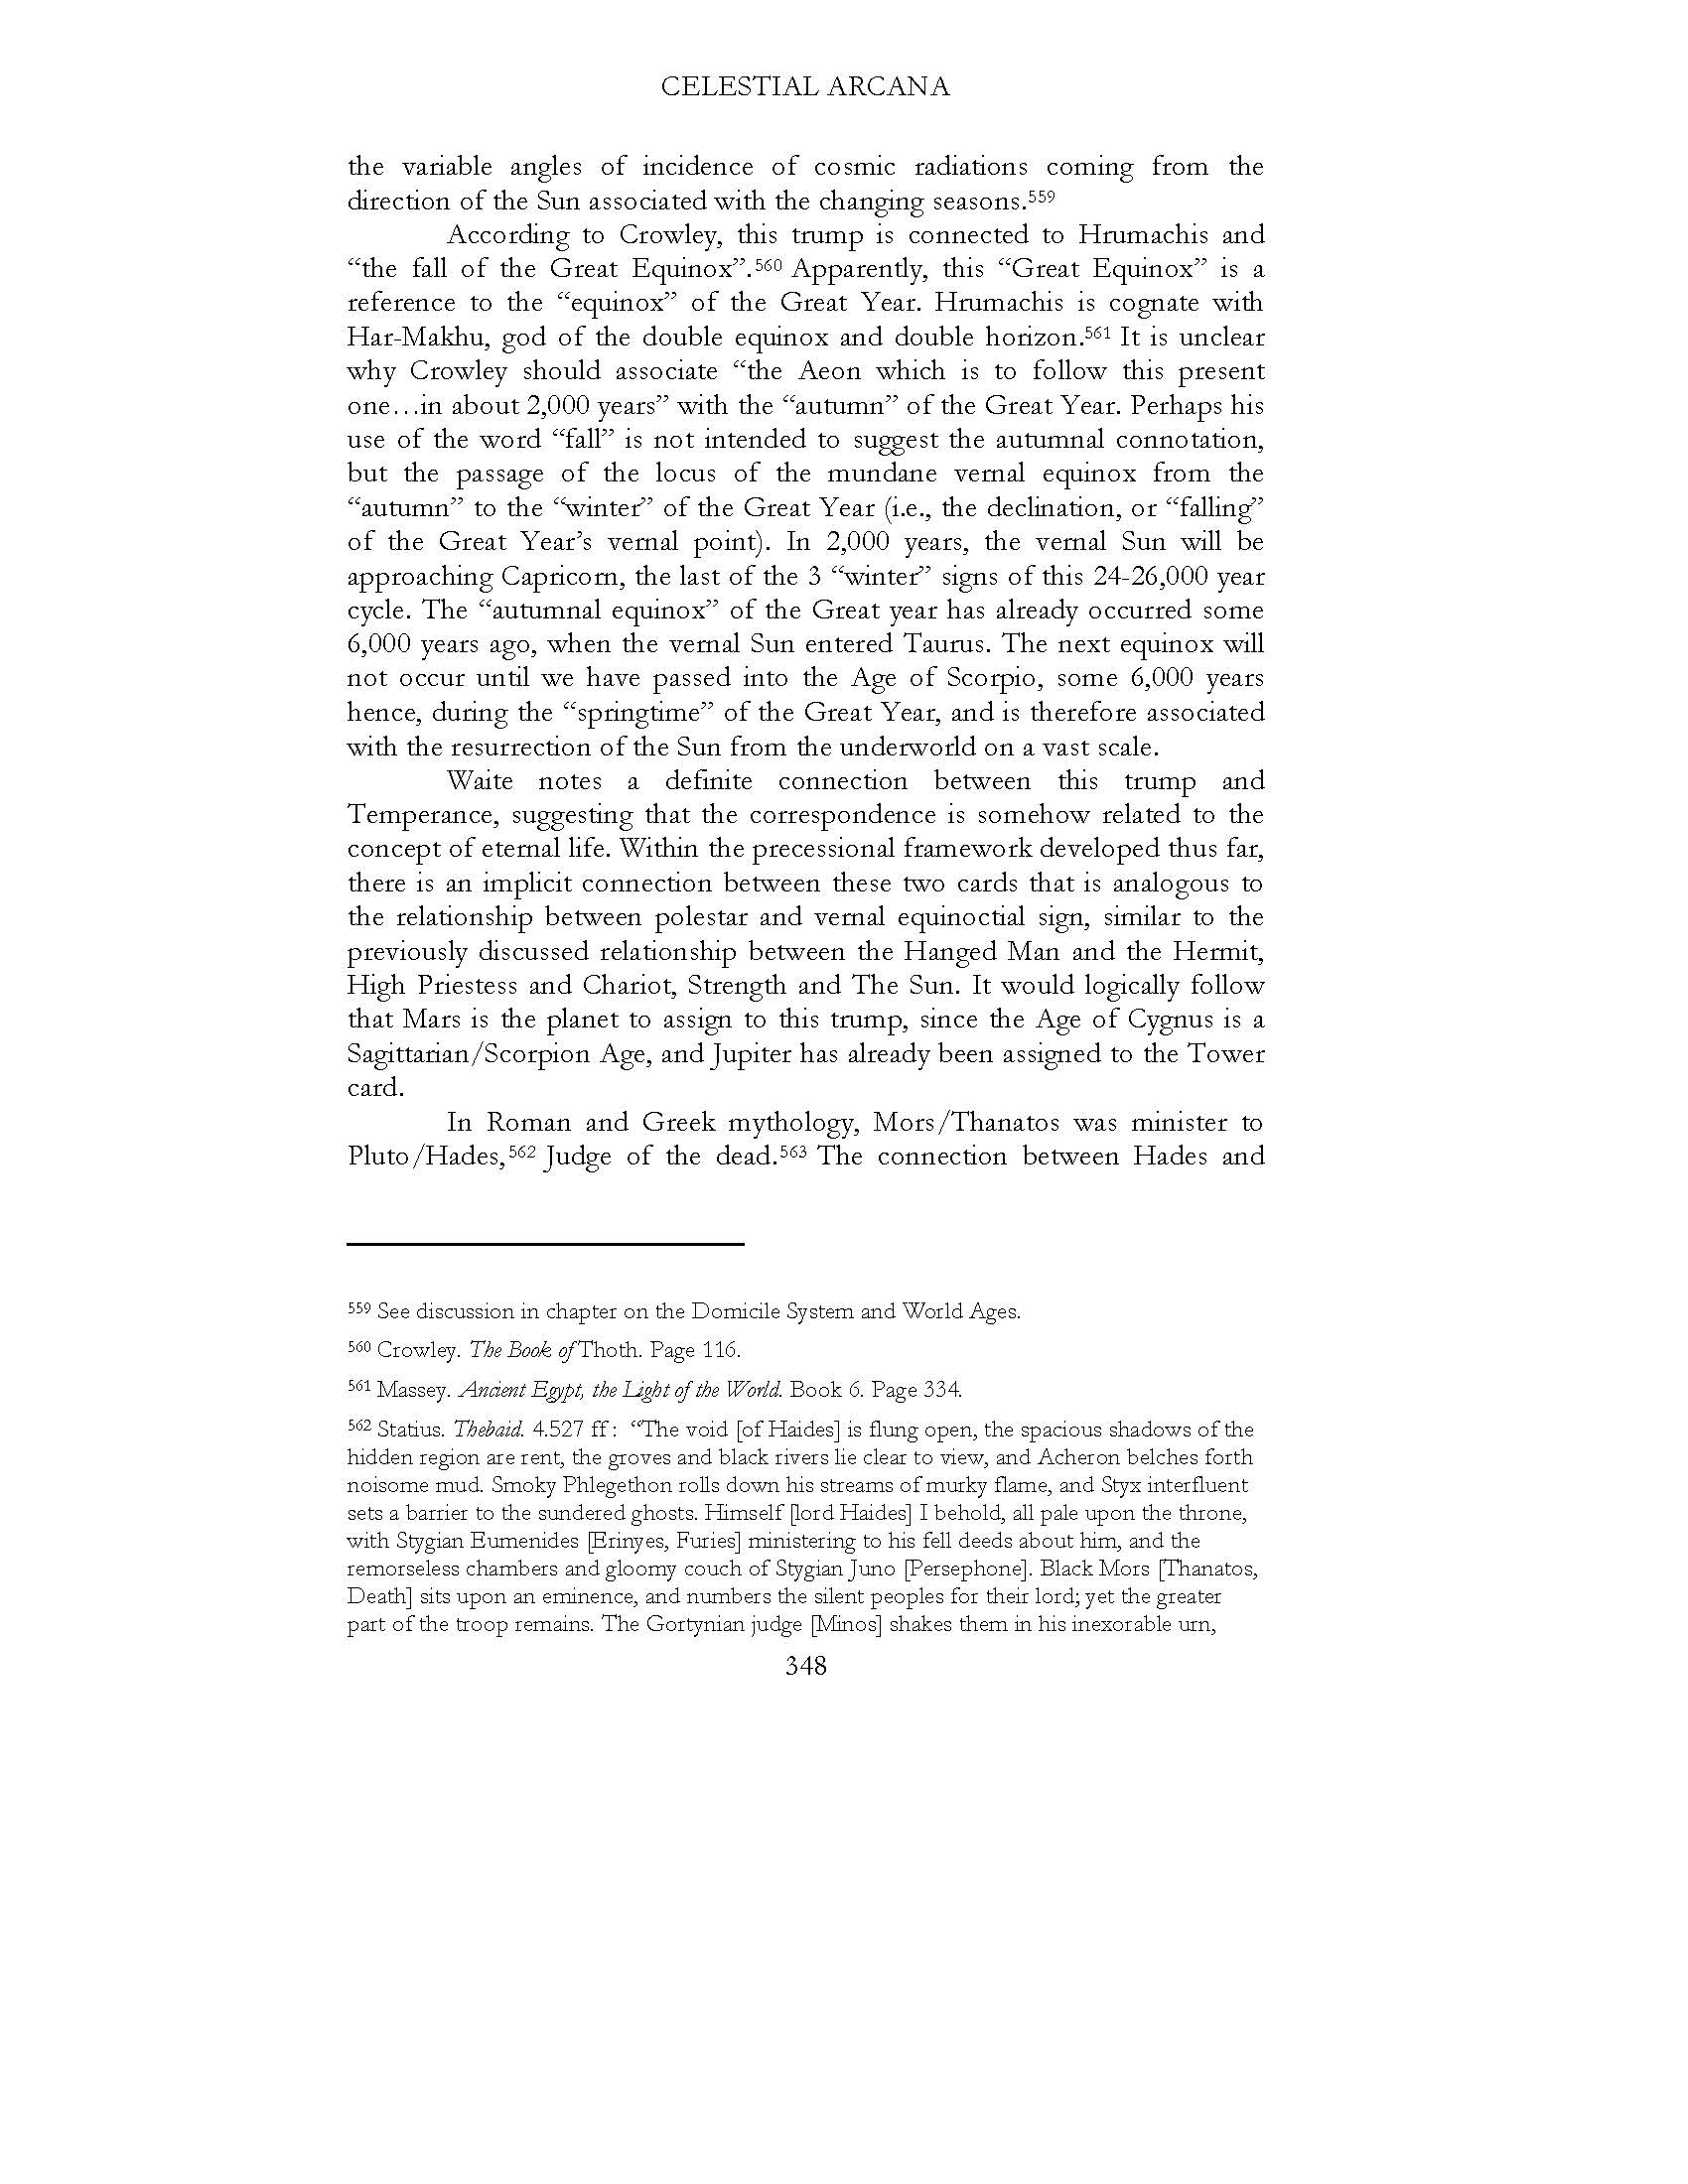 CELESTIAL ARCANA
the variable angles of incidence of cosmic radiations coming from the
direction of the Sun associated with the changing seasons.559
According to Crowley, this trump is connected to Hrumachis and
“the fall of the Great Equinox”.560 Apparently, this “Great Equinox” is a
reference to the “equinox” of the Great Year. Hrumachis is cognate with
Har-Makhu, god of the double equinox and double horizon.561 It is unclear
why Crowley should associate “the Aeon which is to follow this present
one…in about 2,000 years” with the “autumn” of the Great Year. Perhaps his
use of the word “fall” is not intended to suggest the autumnal connotation,
but the passage of the locus of the mundane vernal equinox from the
“autumn” to the “winter” of the Great Year (i.e., the declination, or “falling”
of the Great Year’s vernal point). In 2,000 years, the vernal Sun will be
approaching Capricorn, the last of the 3 “winter” signs of this 24-26,000 year
cycle. The “autumnal equinox” of the Great year has already occurred some
6,000 years ago, when the vernal Sun entered Taurus. The next equinox will
not occur until we have passed into the Age of Scorpio, some 6,000 years
hence, during the “springtime” of the Great Year, and is therefore associated
with the resurrection of the Sun from the underworld on a vast scale.
Waite notes a definite connection between this trump and
Temperance, suggesting that the correspondence is somehow related to the
concept of eternal life. Within the precessional framework developed thus far,
there is an implicit connection between these two cards that is analogous to
the relationship between polestar and vernal equinoctial sign, similar to the
previously discussed relationship between the Hanged Man and the Hermit,
High Priestess and Chariot, Strength and The Sun. It would logically follow
that Mars is the planet to assign to this trump, since the Age of Cygnus is a
Sagittarian/Scorpion Age, and Jupiter has already been assigned to the Tower
card.
In Roman and Greek mythology, Mors/Thanatos was minister to
Pluto/Hades,562 Judge of the dead.563 The connection between Hades and
559 See discussion in chapter on the Domicile System and World Ages.
560 Crowley. The Book of Thoth. Page 116.
561 Massey. Ancient Egypt, the Light of the World. Book 6. Page 334.
562 Statius. Thebaid. 4.527 ff : “The void [of Haides] is flung open, the spacious shadows of the
hidden region are rent, the groves and black rivers lie clear to view, and Acheron belches forth
noisome mud. Smoky Phlegethon rolls down his streams of murky flame, and Styx interfluent
sets a barrier to the sundered ghosts. Himself [lord Haides] I behold, all pale upon the throne,
with Stygian Eumenides [Erinyes, Furies] ministering to his fell deeds about him, and the
remorseless chambers and gloomy couch of Stygian Juno [Persephone]. Black Mors [Thanatos,
Death] sits upon an eminence, and numbers the silent peoples for their lord; yet the greater
part of the troop remains. The Gortynian judge [Minos] shakes them in his inexorable urn,
348